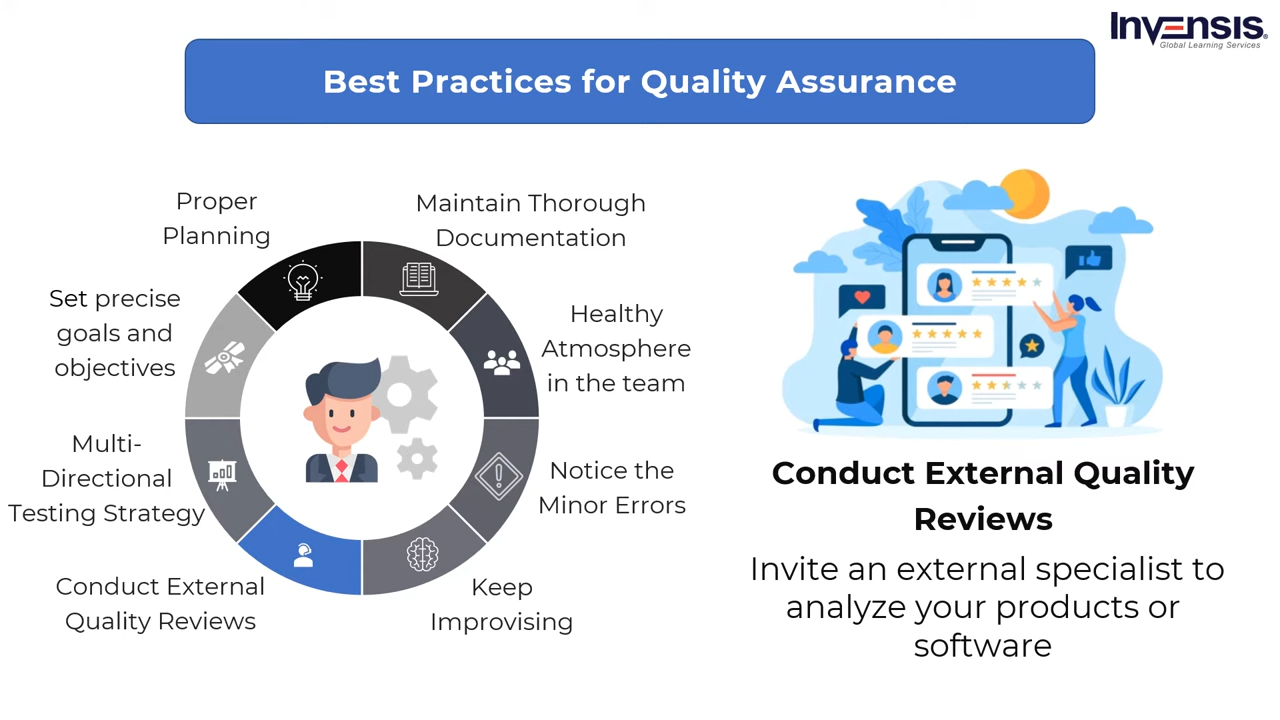 Invensis®
Global Learning Services
Best Practices for Quality Assurance
Proper
Planning
Maintain Thorough
Documentation
Set precise
goals and
objectives
Healthy
Atmosphere
in the team
Multi-
Directional
Testing Strategy
Notice the
Minor Errors
Conduct External
Quality Reviews
Keep
Improvising
Conduct External Quality
Reviews
Invite an external specialist to
analyze your products or
software